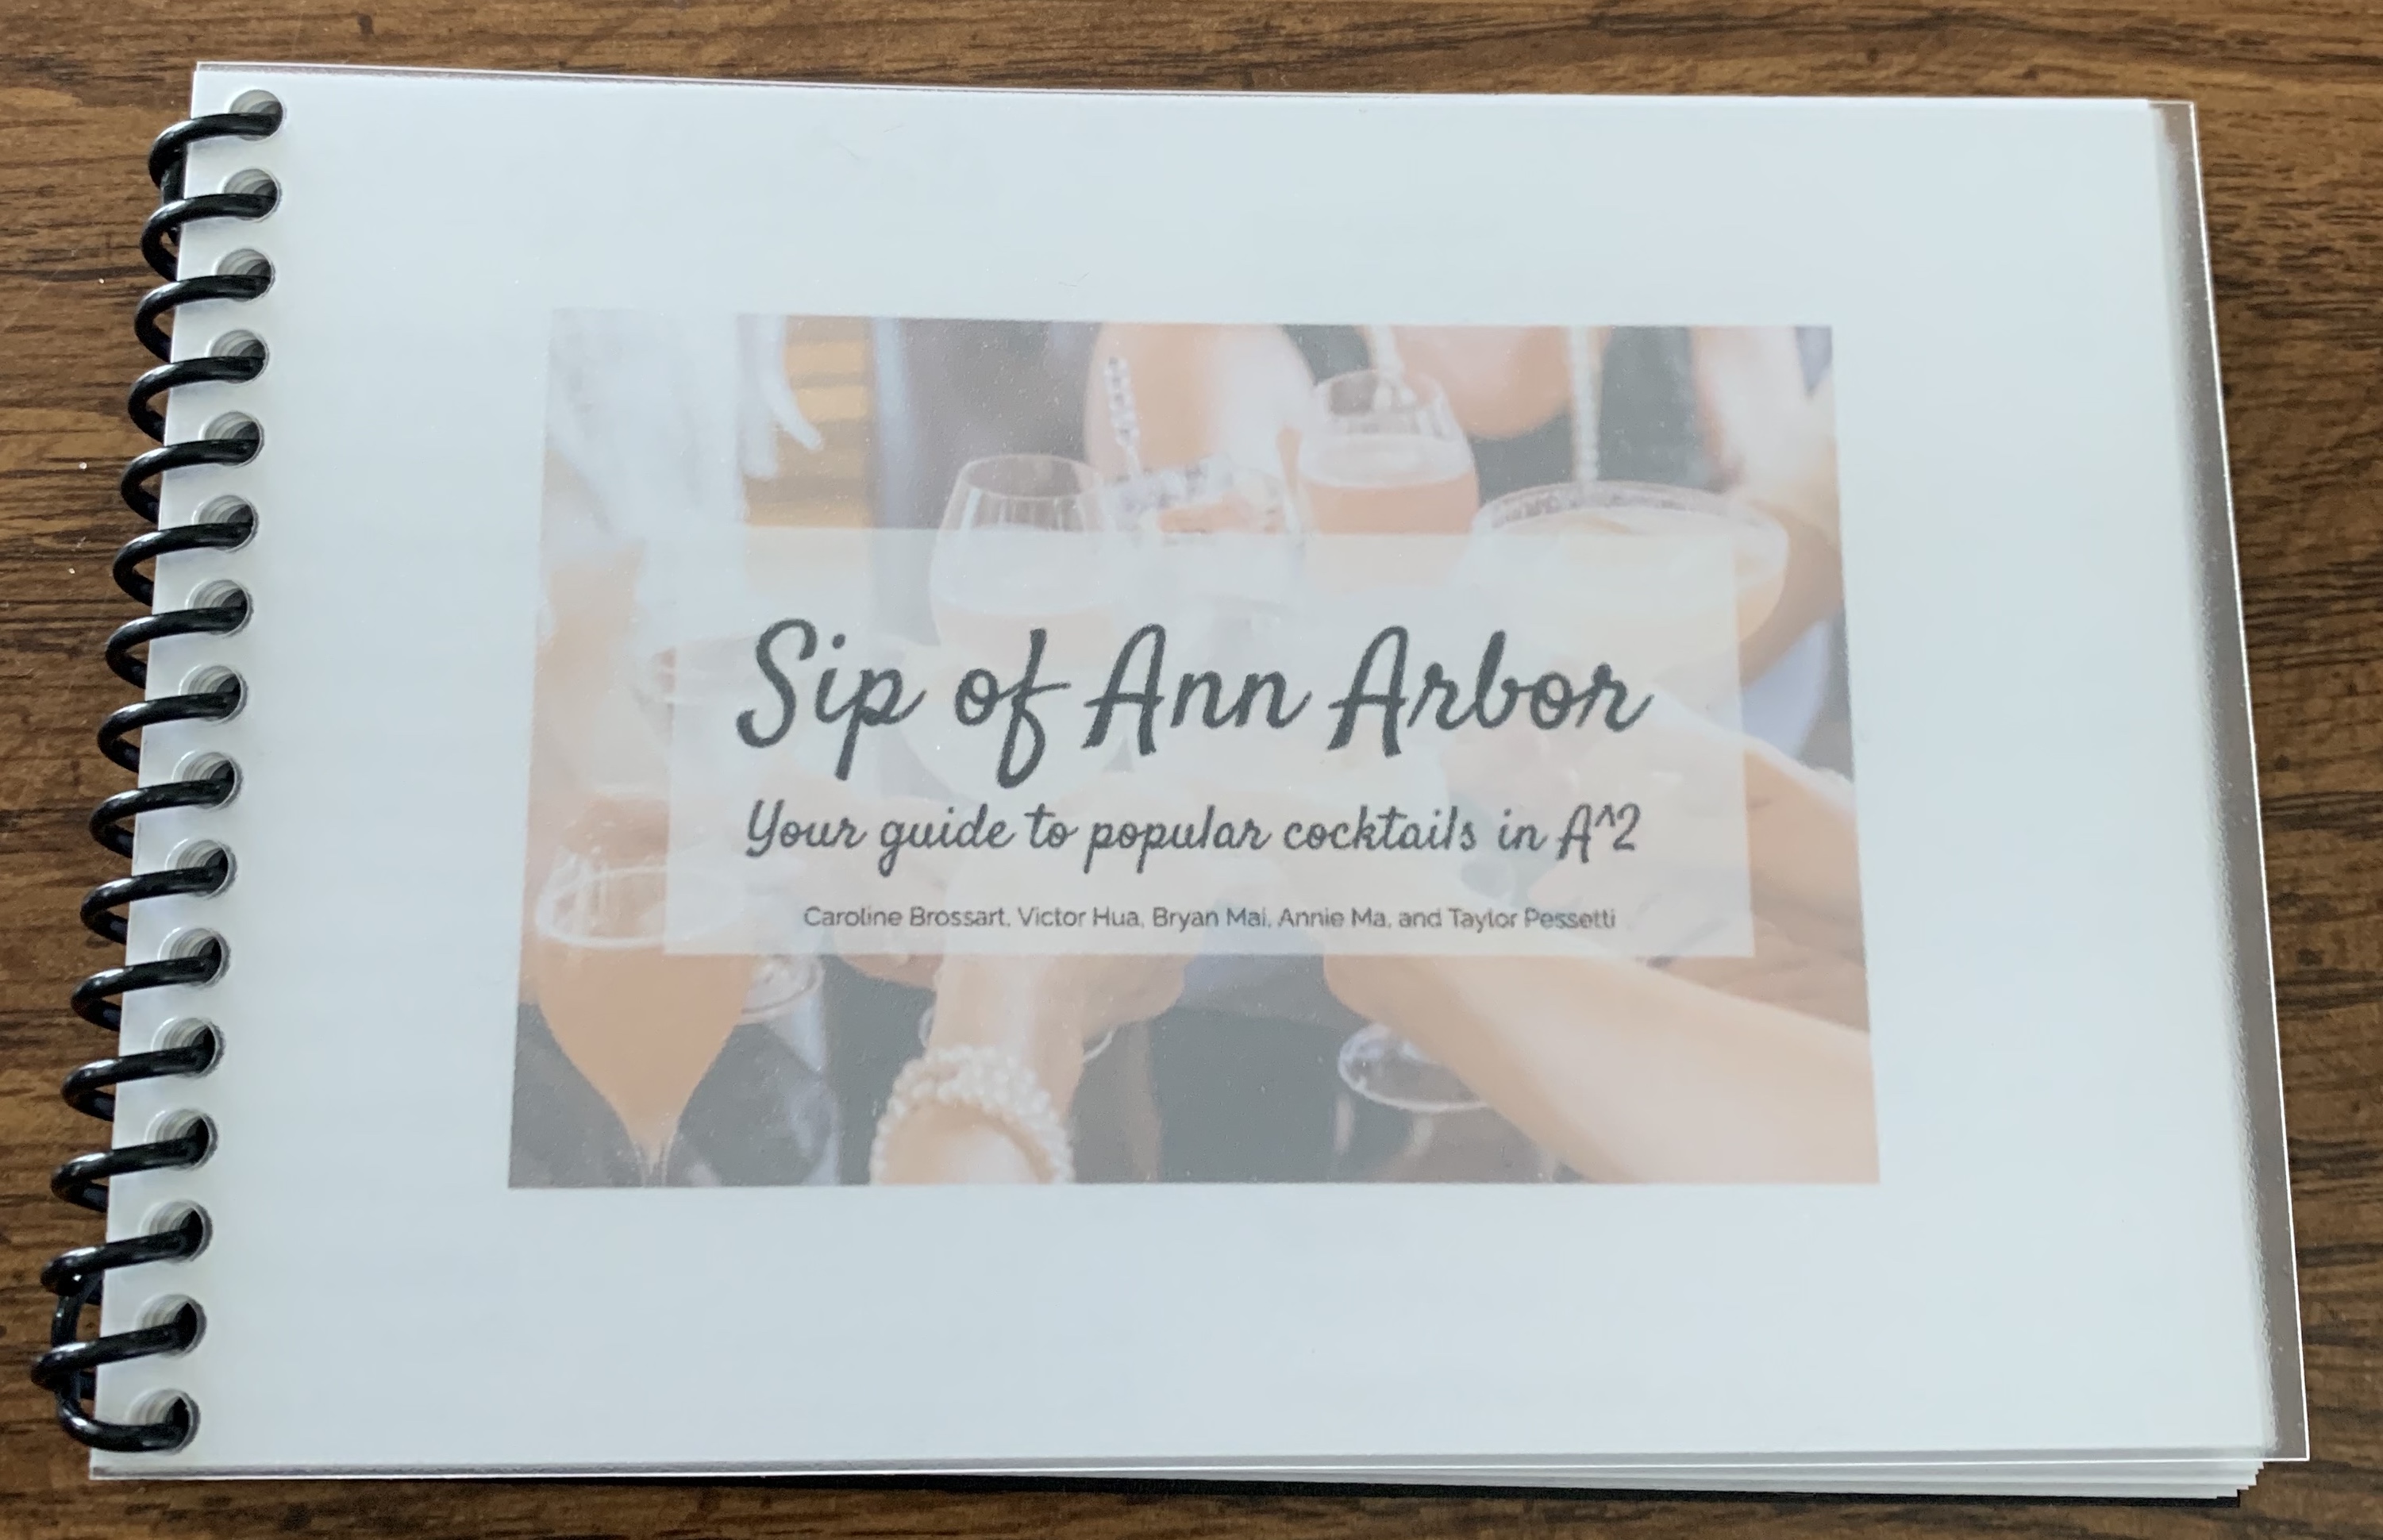 Sip of Ann Arbor
Your guide to popular cocktails in A^2
Caroline Brossart, Victor Hua, Bryan Mai, Annie Ma, and Taylor Pessetti